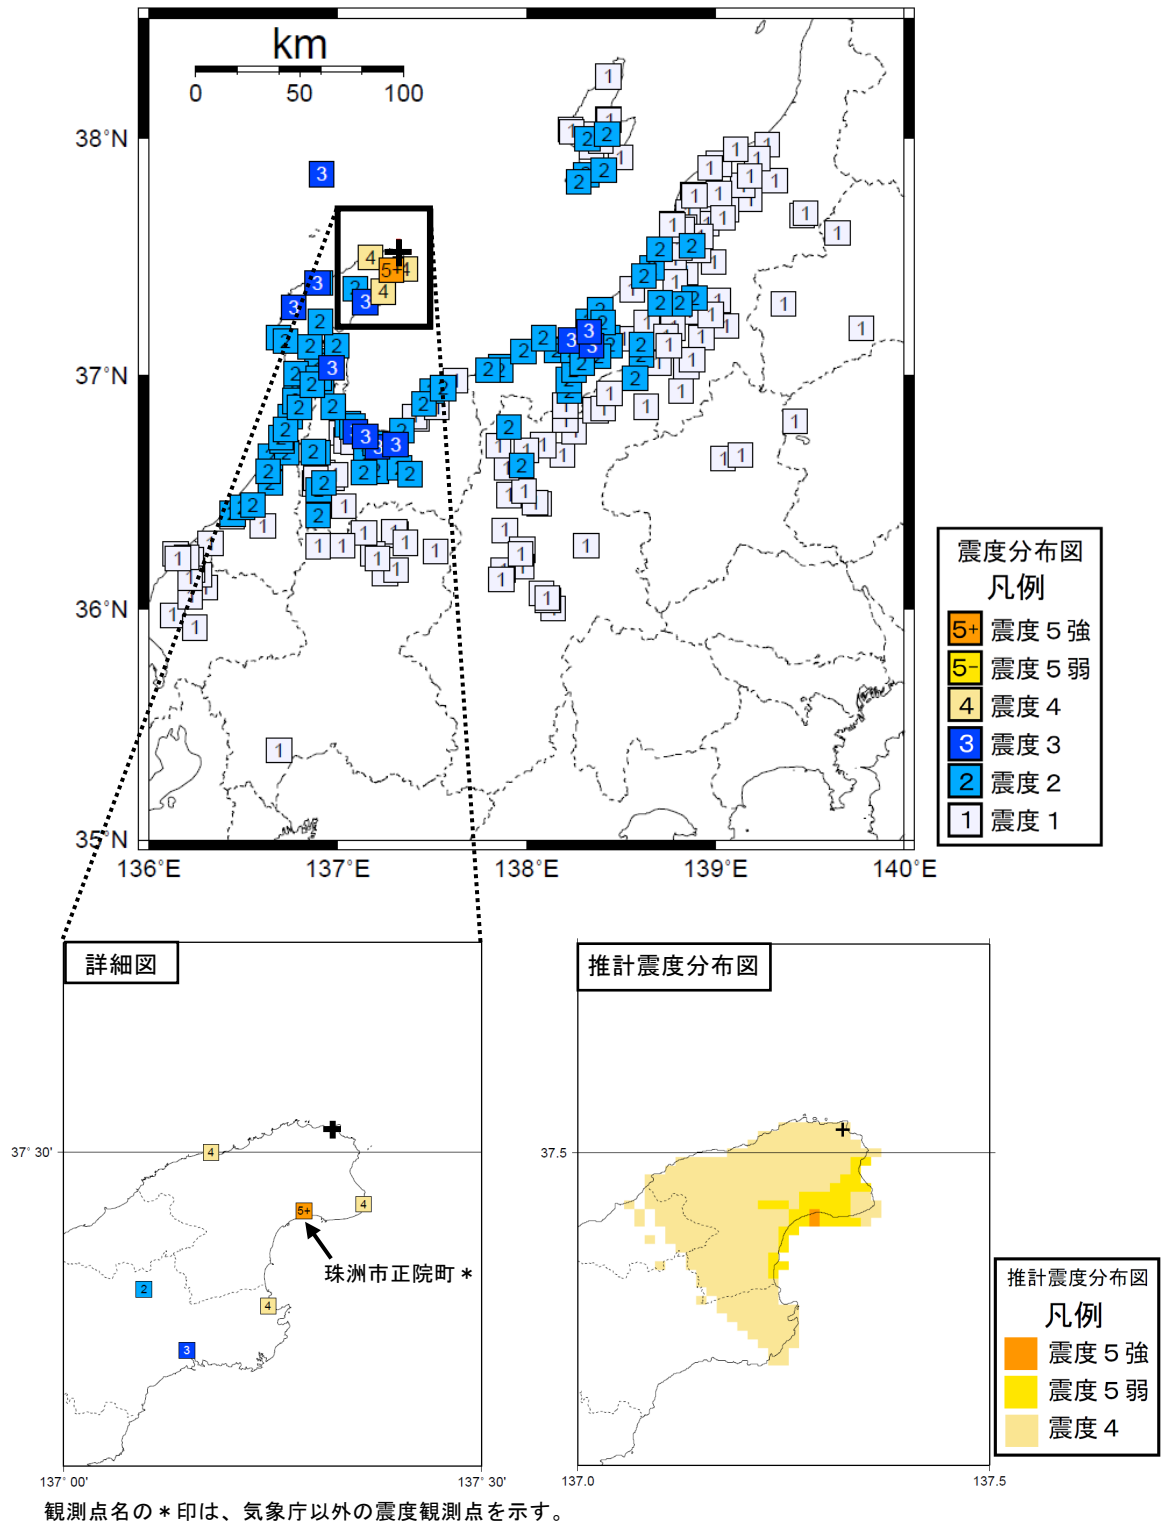 km
0 50 100
38°N
37°N
36°N
35°N
136°E 137°E 138°E 139°E 140°E
震度分布図
凡例
5+ 震度５強
5- 震度５弱
4 震度４
3 震度３
2 震度２
1 震度１
詳細図
37° 30'
4
4
5+
珠洲市正院町＊
2
4
3
137° 00' 137° 30'
推計震度分布図
37.5
137.0 137.5
推計震度分布図
凡例
震度５強
震度５弱
震度４
観測点名の＊印は、気象庁以外の震度観測点を示す。